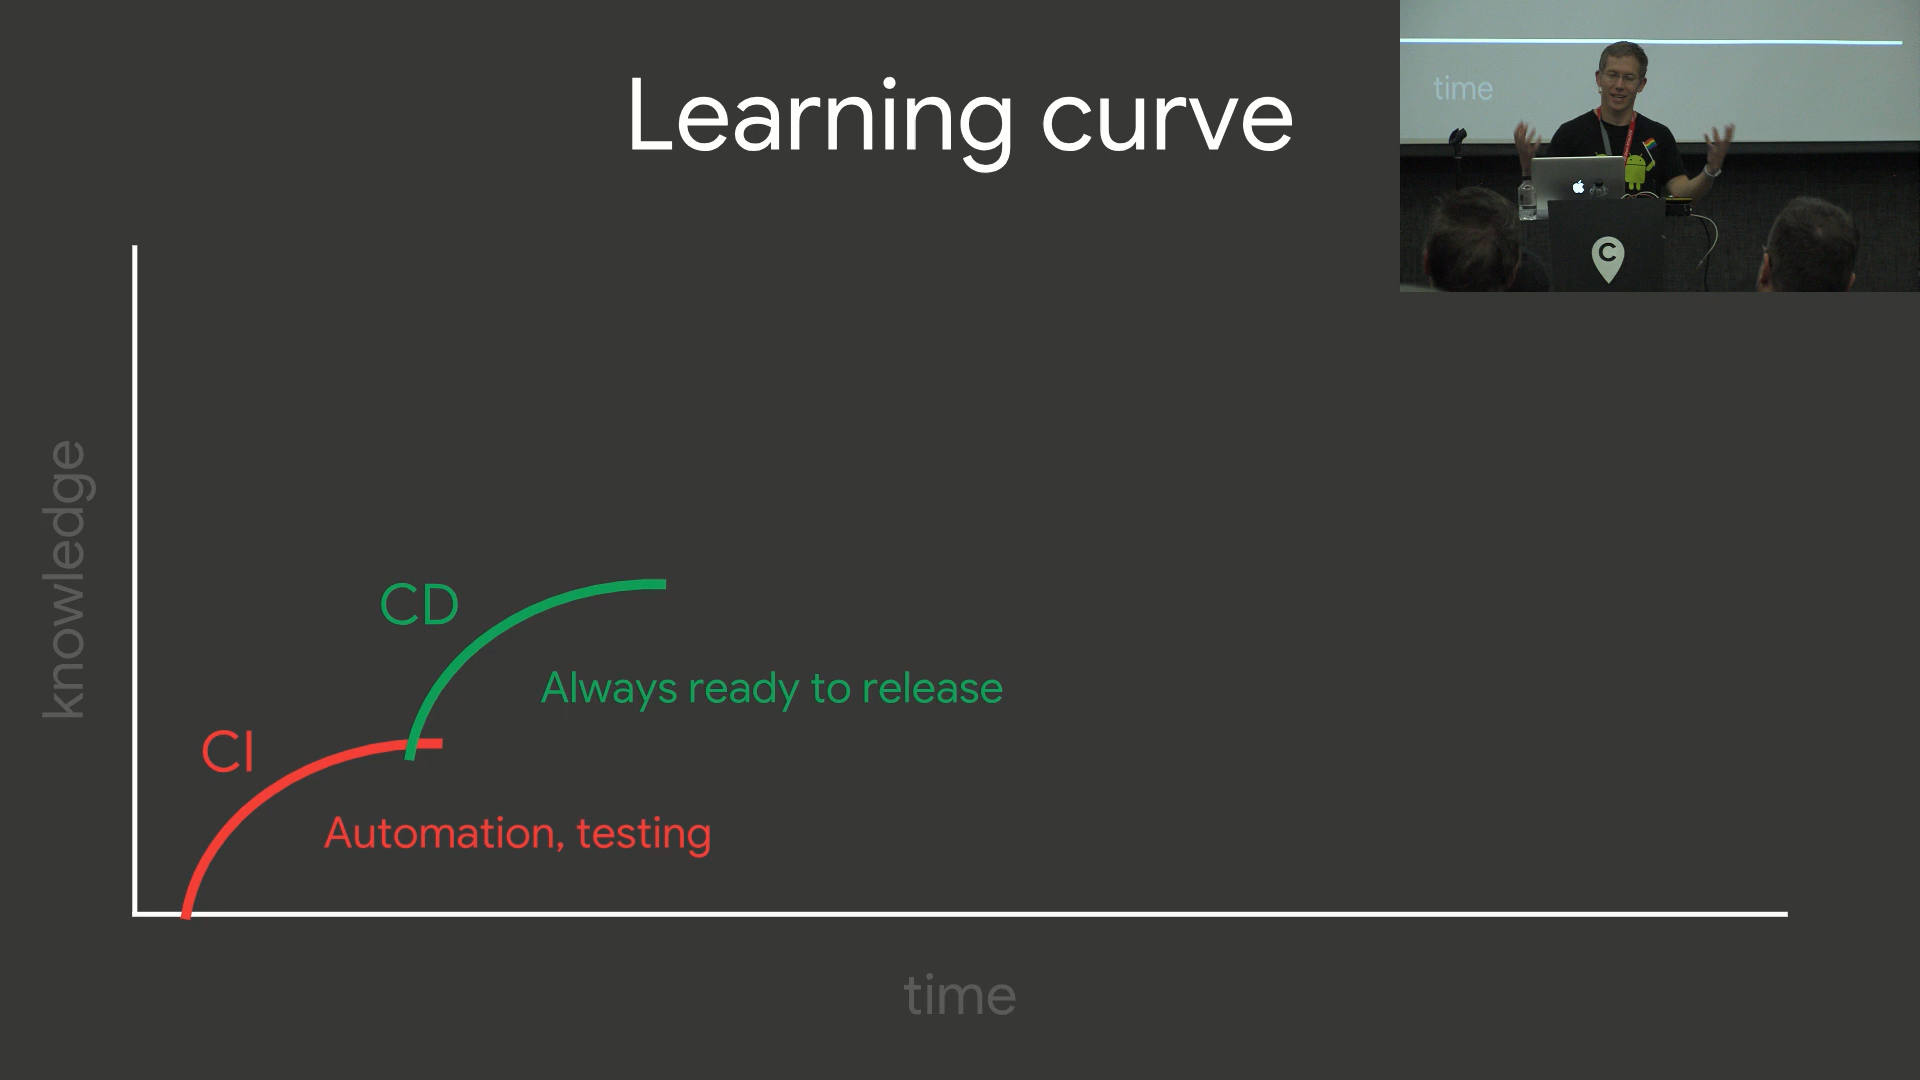 Learning curve
time
knowledge
CD
Always ready to release
CI
Automation, testing
time
C